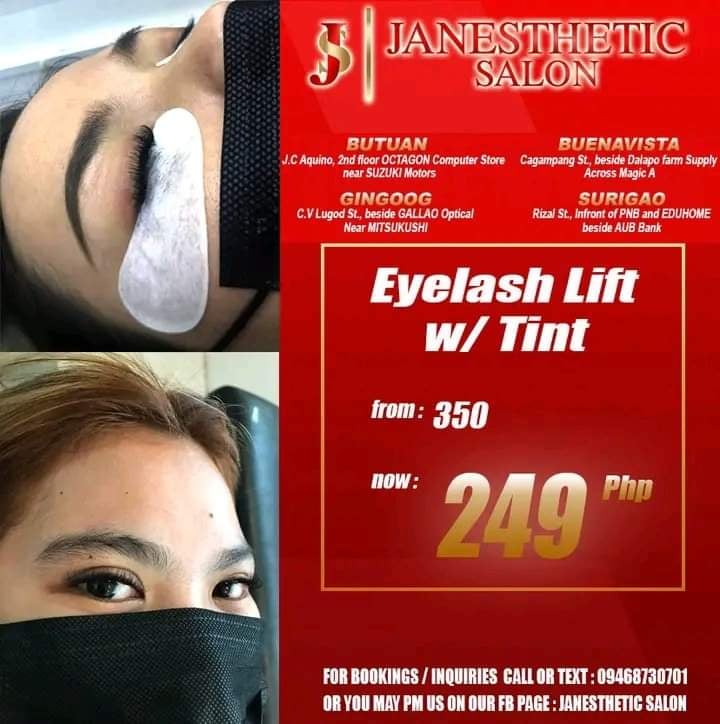 JS JANESTHETIC
SALON
BUTUAN
J.C Aquino, 2nd floor OCTAGON Computer Store
near SUZUKI Motors
BUENAVISTA
Cagampang St., beside Dalapo farm Supply
Across Magic A
GINGOOG
C.V Lugod St., beside GALLAO Optical
Near MITSUKUSHI
SURIGAO
Rizal St., Infront of PNB and EDUHOME
beside AUB Bank
Eyelash Lift
w/ Tint
from : 350
now : 249 Php
FOR BOOKINGS / INQUIRIES CALL OR TEXT : 09468730701
OR YOU MAY PM US ON OUR FB PAGE : JANESTHETIC SALON